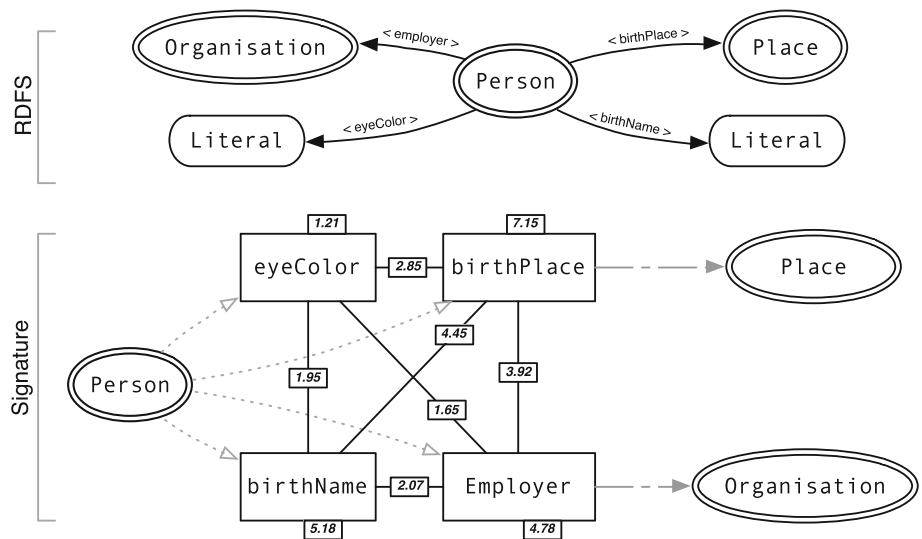 RDFS
Organisation
< employer >
Person
< birthPlace >
Place
Literal
< eyeColor >
< birthName >
Literal
Signature
1.21
7.15
eyeColor
2.85
birthPlace
Place
4.45
Person
1.95
3.92
1.65
birthName
2.07
Employer
Organisation
5.18
4.78